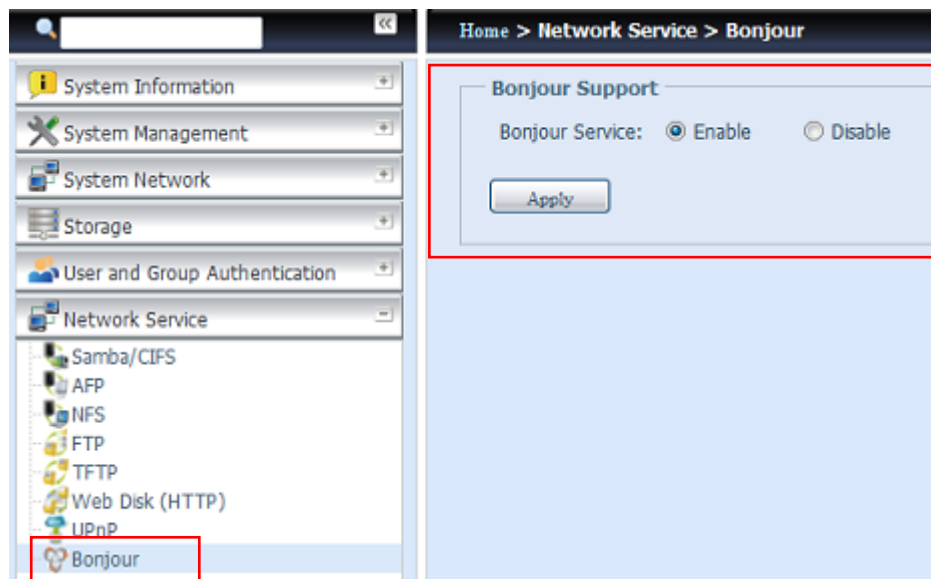 Home > Network Service > Bonjour
System Information
System Management
System Network
Storage
User and Group Authentication
Network Service
Samba/CIFS
AFP
NFS
FTP
TFTP
Web Disk (HTTP)
UPnP
Bonjour
Bonjour Support
Bonjour Service: Enable Disable
Apply